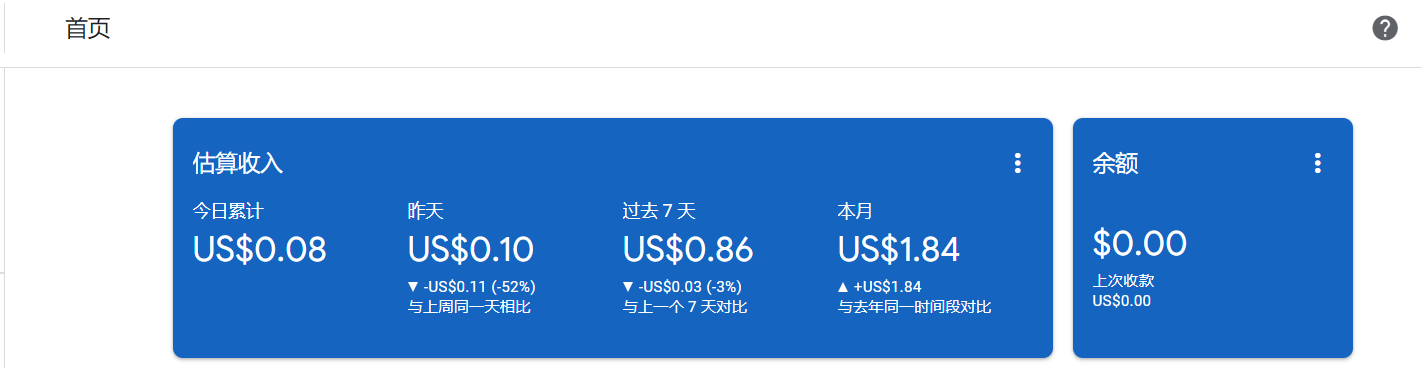 首页
估算收入
今日累计
US$0.08
昨天
US$0.10
▼ -US$0.11 (-52%)
与上周同一天相比
过去 7 天
US$0.86
▼ -US$0.03 (-3%)
与上一个 7 天对比
本月
US$1.84
▲ +US$1.84
与去年同一时间段对比
余额
$0.00
上次收款
US$0.00